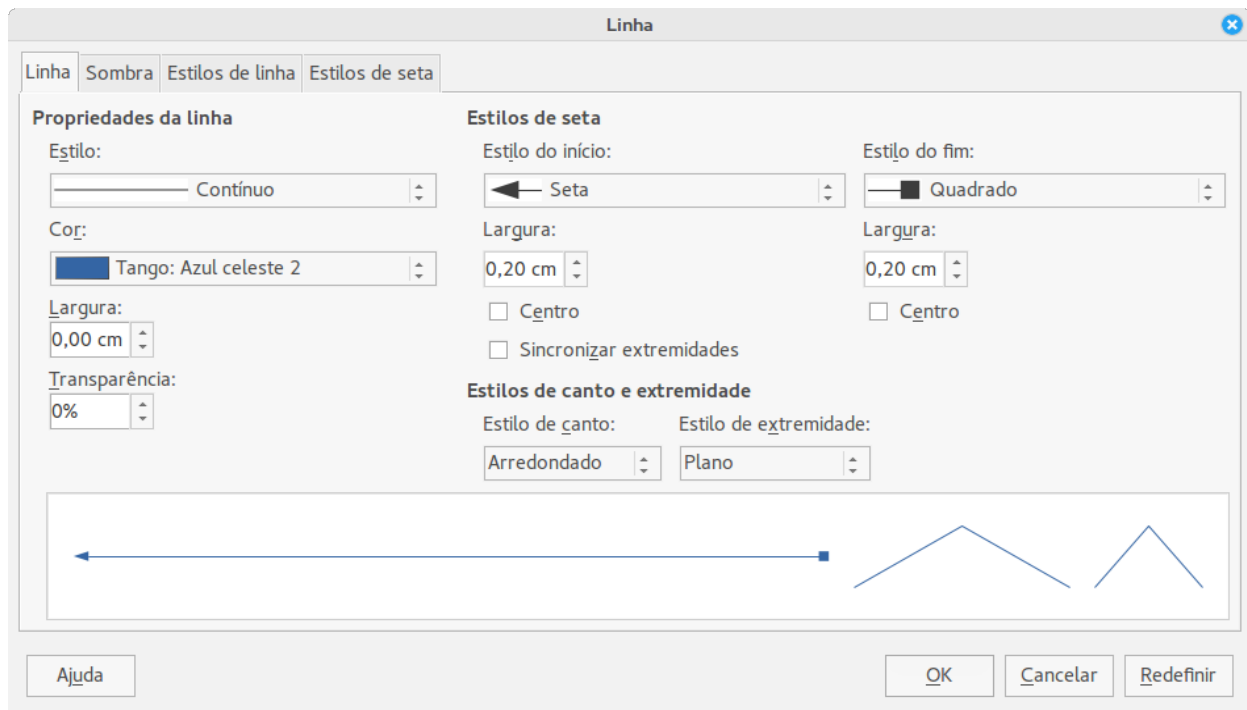 Linha
Linha Sombra Estilos de linha Estilos de seta
Propriedades da linha
Estilo:
Contínuo
Cor:
Tango: Azul celeste 2
Largura:
0,00 cm
Transparência:
0%
Estilos de seta
Estilo do início:
Seta
Largura:
0,20 cm
Centro
Sincronizar extremidades
Estilo do fim:
Quadrado
Largura:
0,20 cm
Centro
Estilos de canto e extremidade
Estilo de canto: Estilo de extremidade:
Arredondado Plano
Ajuda OK Cancelar Redefinir